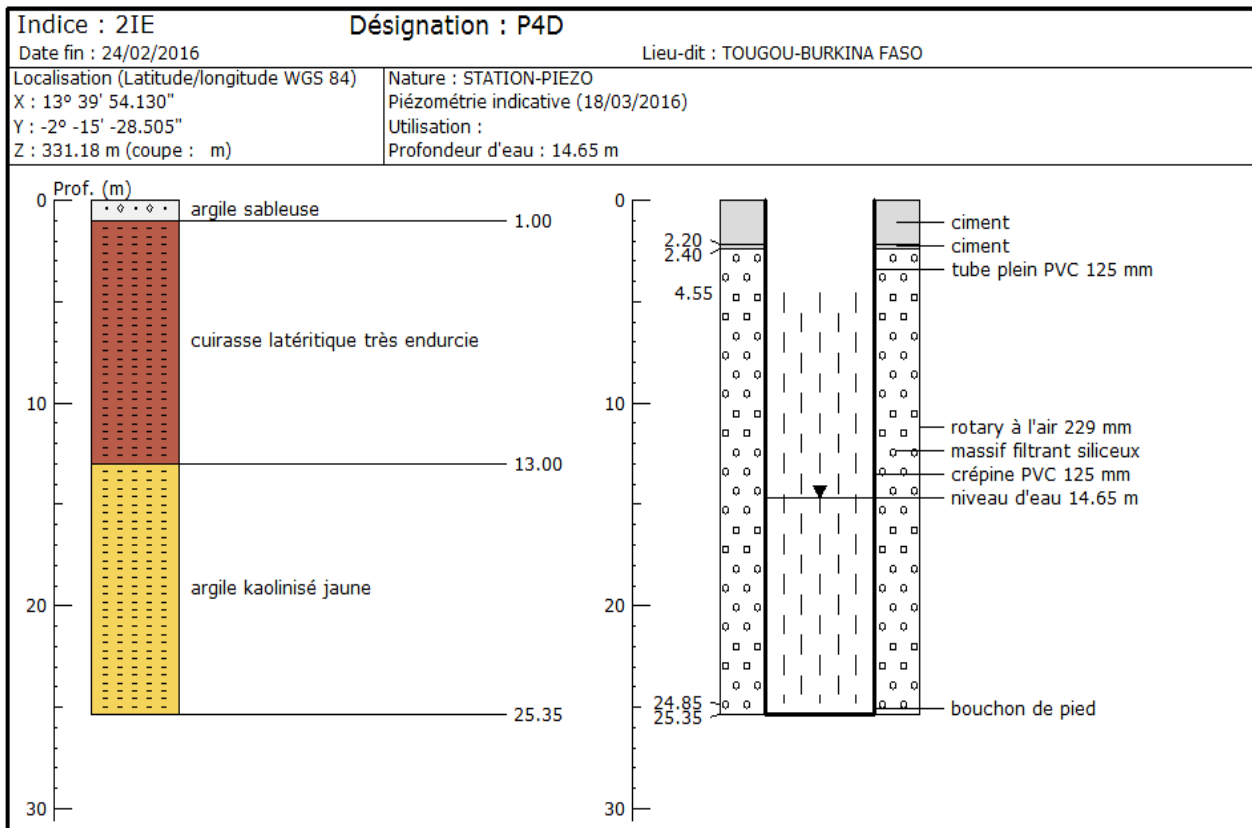 Indice : 2IE
Désignation : P4D
Date fin : 24/02/2016
Lieu-dit : TOUGOU-BURKINA FASO
Localisation (Latitude/longitude WGS 84)
X : 13º 39' 54.130"
Y : -2º -15' -28.505"
Z : 331.18 m (coupe :   m)
Nature : STATION-PIEZO
Piézométrie indicative (18/03/2016)
Utilisation :
Profondeur d'eau : 14.65 m
Prof. (m)
0
10
20
30
argile sableuse
1.00
cuirasse latéritique très endurcie
13.00
argile kaolinisé jaune
25.35
0
10
20
30
2.20
2.40
4.55
24.85
25.35
ciment
ciment
tube plein PVC 125 mm
rotary à l'air 229 mm
massif filtrant siliceux
crépine PVC 125 mm
niveau d'eau 14.65 m
bouchon de pied